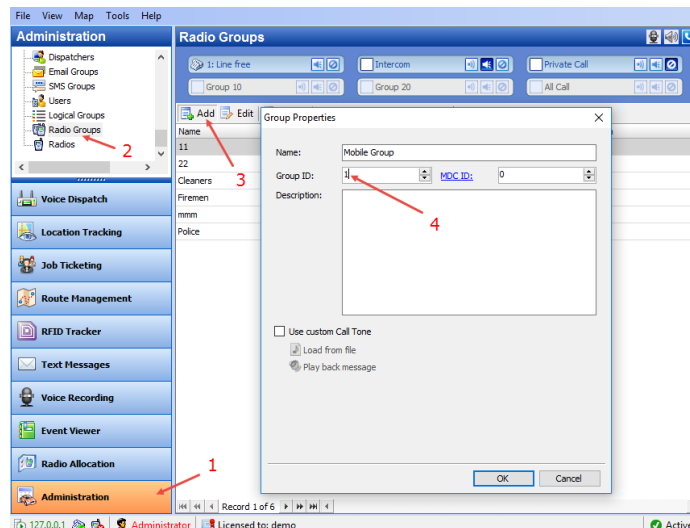 File View Map Tools Help
Administration
Radio Groups
Dispatchers
Email Groups
SMS Groups
Users
Logical Groups
Radio Groups
Radios
2
1: Line free
Intercom
Private Call
Group 10
Group 20
All Call
Add Edit
Name
11
22
Cleaners
Firemen
mmm
Police
3
Group Properties
Name: Mobile Group
Group ID: 1 MDC ID: 0
Description:
4
Use custom Call Tone
Load from file
Play back message
OK Cancel
Voice Dispatch
Location Tracking
Job Ticketing
Route Management
RFID Tracker
Text Messages
Voice Recording
Event Viewer
Radio Allocation
Administration
1
Record 1 of 6
127.0.0.1 Administrator Licensed to: demo Active